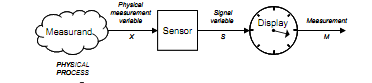 Physical
measurement
variable
Signal
variable
Display
Measurement
Measurand
Sensor
X
S
M
PHYSICAL
PROCESS